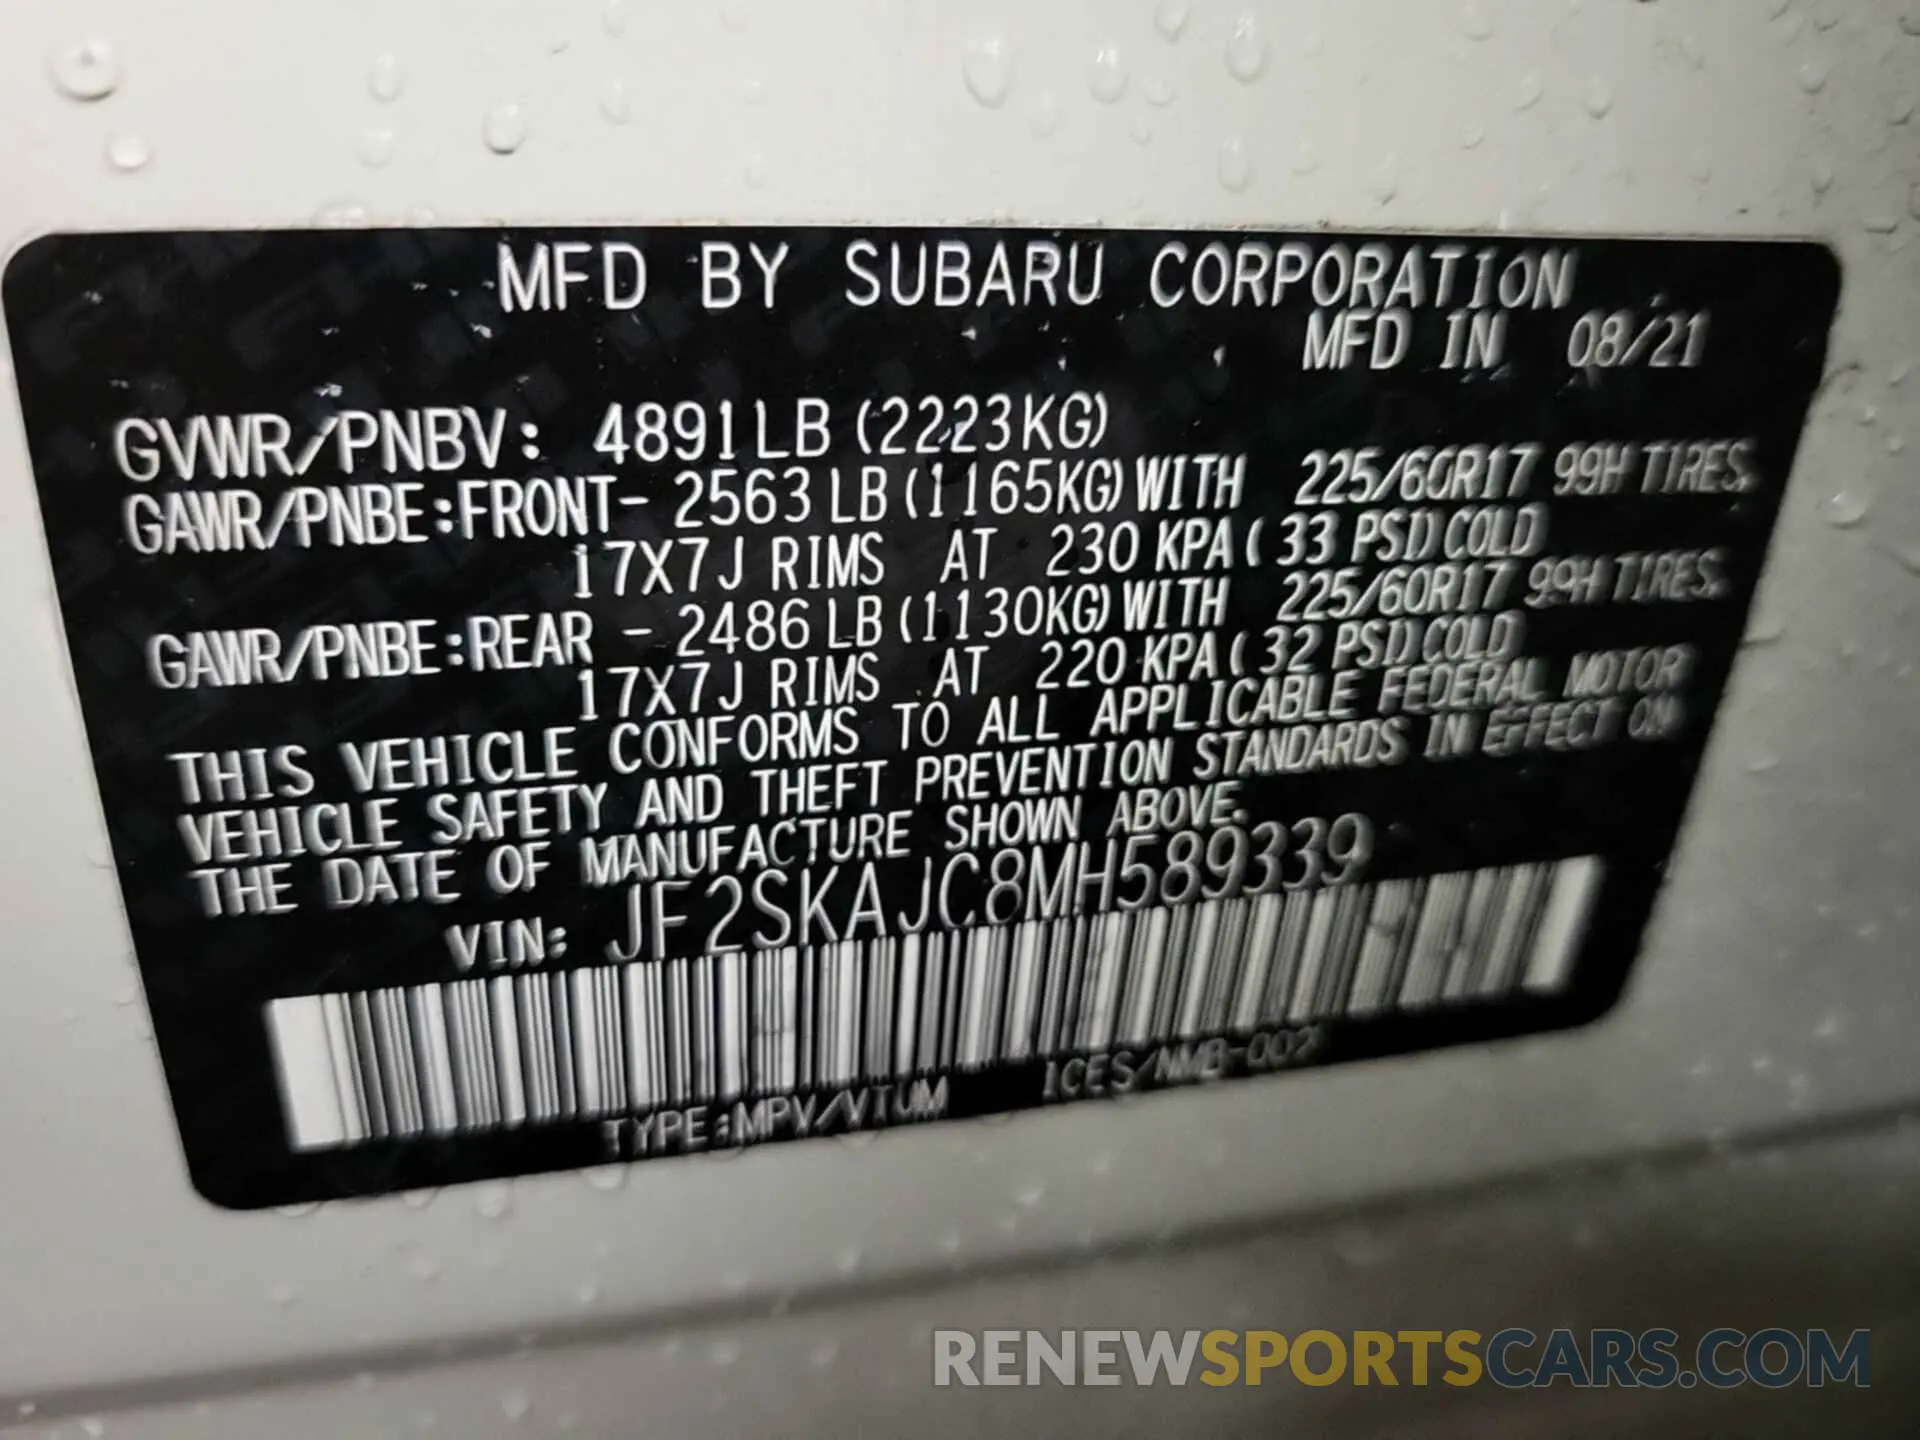 MFD BY SUBARU CORPORATION
MFD IN 08/21
GVWR/PNBV: 4891LB (2223KG)
GAWR/PNBE:FRONT- 2563 LB (1165KG) WITH 225/60R17 99H TIRES.
17X7J RIMS AT 230 KPA ( 33 PSI) COLD
GAWR/PNBE:REAR - 2486 LB (1130KG) WITH 225/60R17 99H TIRES.
17X7J RIMS AT 220 KPA ( 32 PSI) COLD
THIS VEHICLE CONFORMS TO ALL APPLICABLE FEDERAL MOTOR
VEHICLE SAFETY AND THEFT PREVENTION STANDARDS IN EFFECT ON
THE DATE OF MANUFACTURE SHOWN ABOVE.
VIN: JF2SKAJC8MH589339
TYPE:MPV/VTUM ICES/NMB-002
RENEWSPORTSCARS.COM